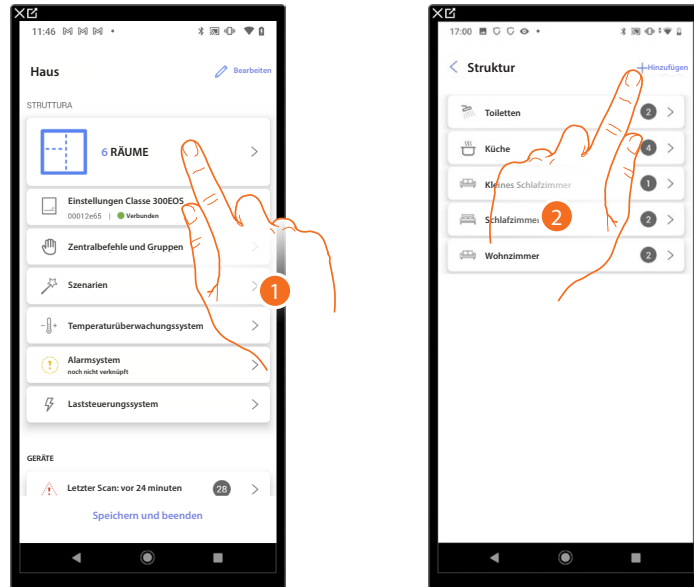 11:46
Haus
Bearbeiten
STRUTTURA
6 RÄUME
Einstellungen Classe 300EOS
00012e65 | Verbunden
Zentralbefehle und Gruppen
Szenarien
1
Temperaturüberwachungssystem
Alarmsystem
noch nicht verknüpft
Laststeuerungssystem
GERÄTE
Letzter Scan: vor 24 minuten 28
Speichern und beenden
17:00
Struktur
Hinzufügen
Toiletten 2
Küche 4
Kleines Schlafzimmer 1
Schlafzimmer 2
2
Wohnzimmer 2